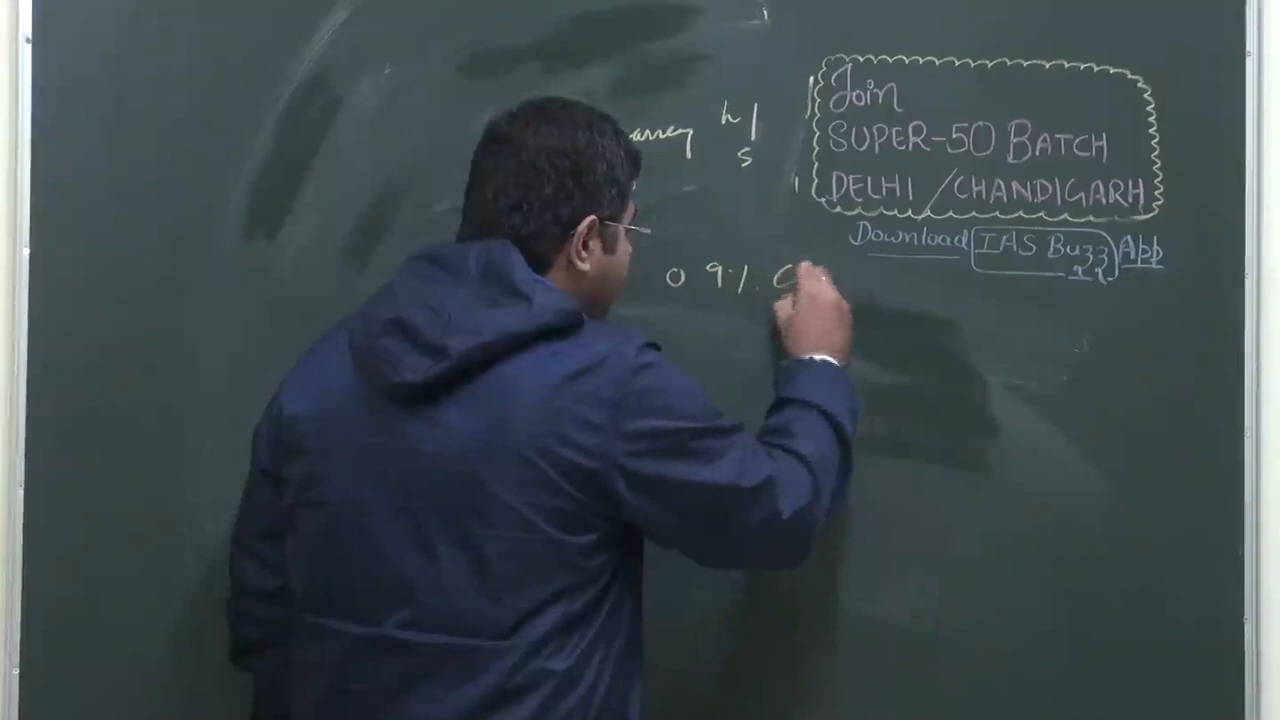 Join
SUPER-50 BATCH
DELHI / CHANDIGARH
Download IAS Buzz App
h
s
0 9%.